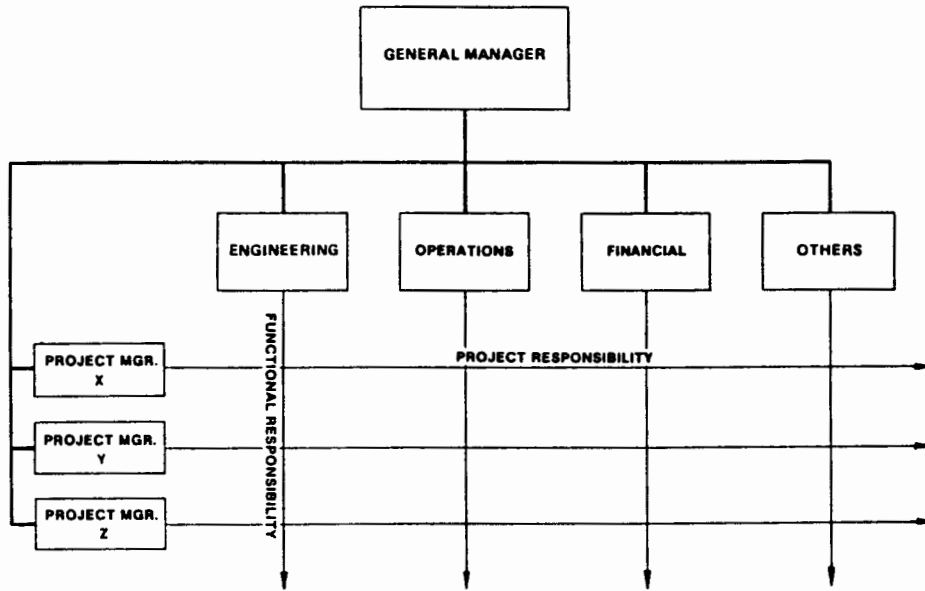 GENERAL MANAGER
ENGINEERING
OPERATIONS
FINANCIAL
OTHERS
FUNCTIONAL RESPONSIBILITY
PROJECT RESPONSIBILITY
PROJECT MGR.
X
PROJECT MGR.
Y
PROJECT MGR.
Z